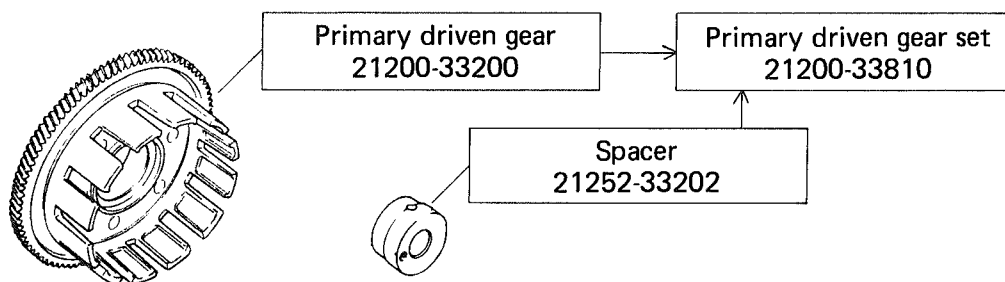 Primary driven gear
21200-33200
Primary driven gear set
21200-33810
Spacer
21252-33202